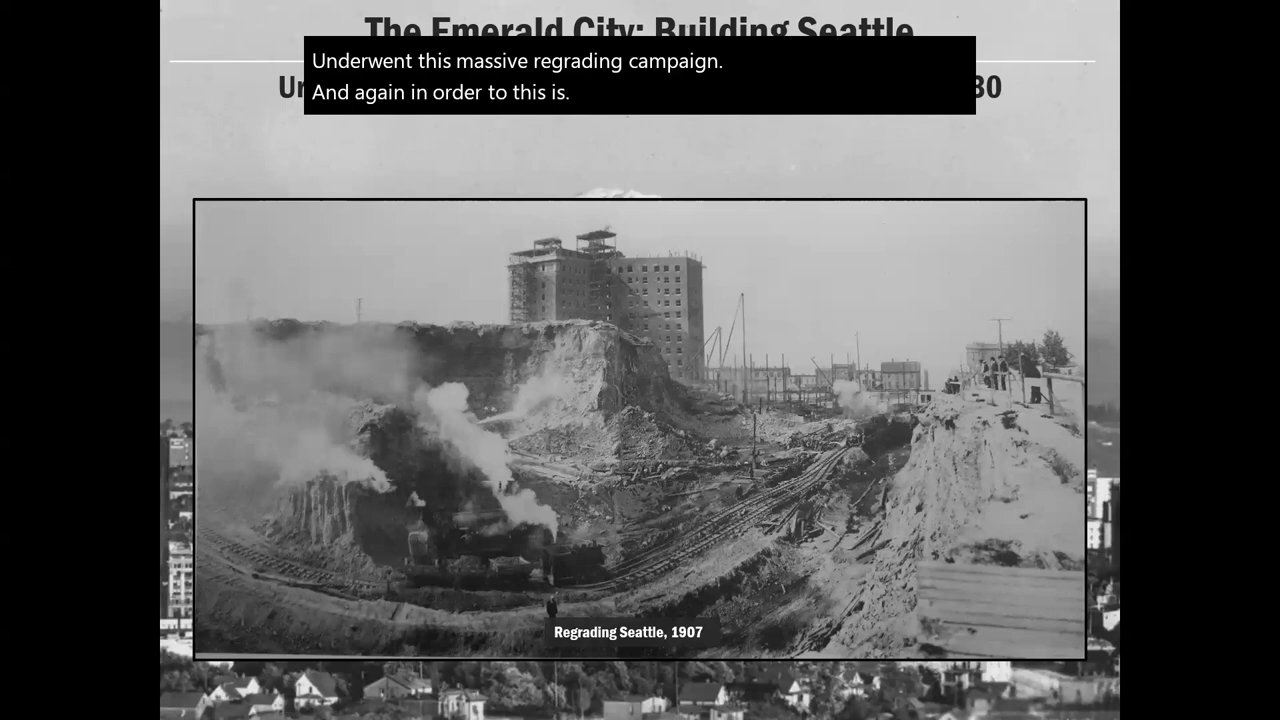 The Emerald City: Building Seattle
Underwent this massive regrading campaign.
And again in order to this is.
30
Regrading Seattle, 1907